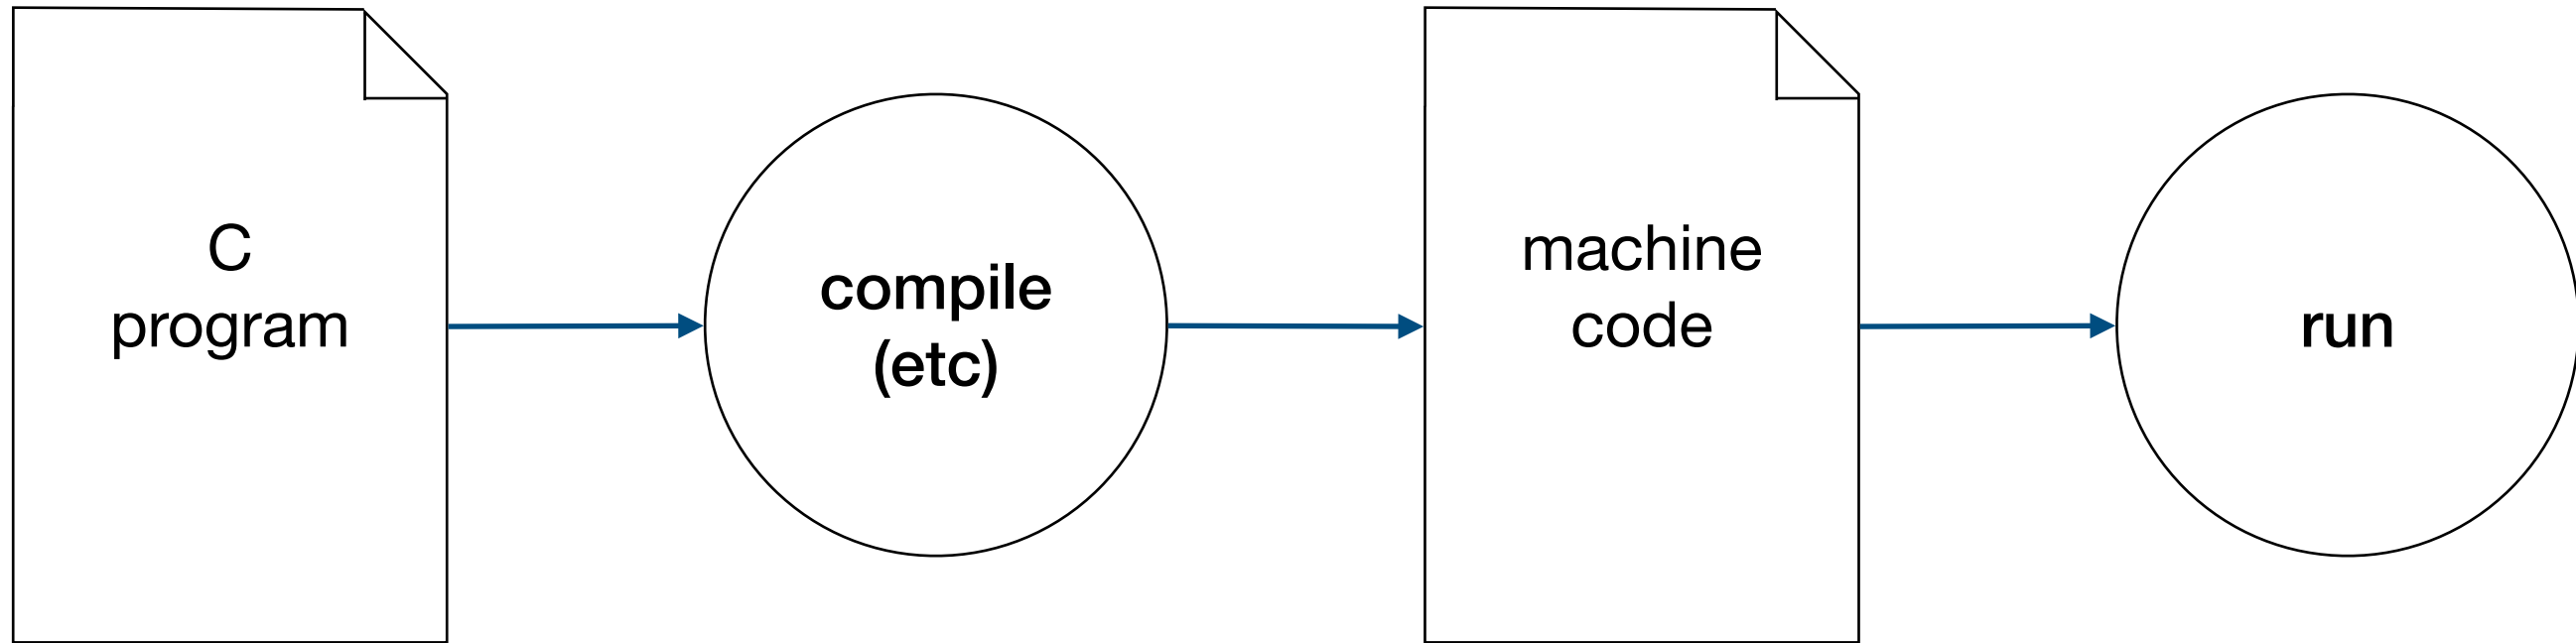 C
program
compile
(etc)
machine
code
run